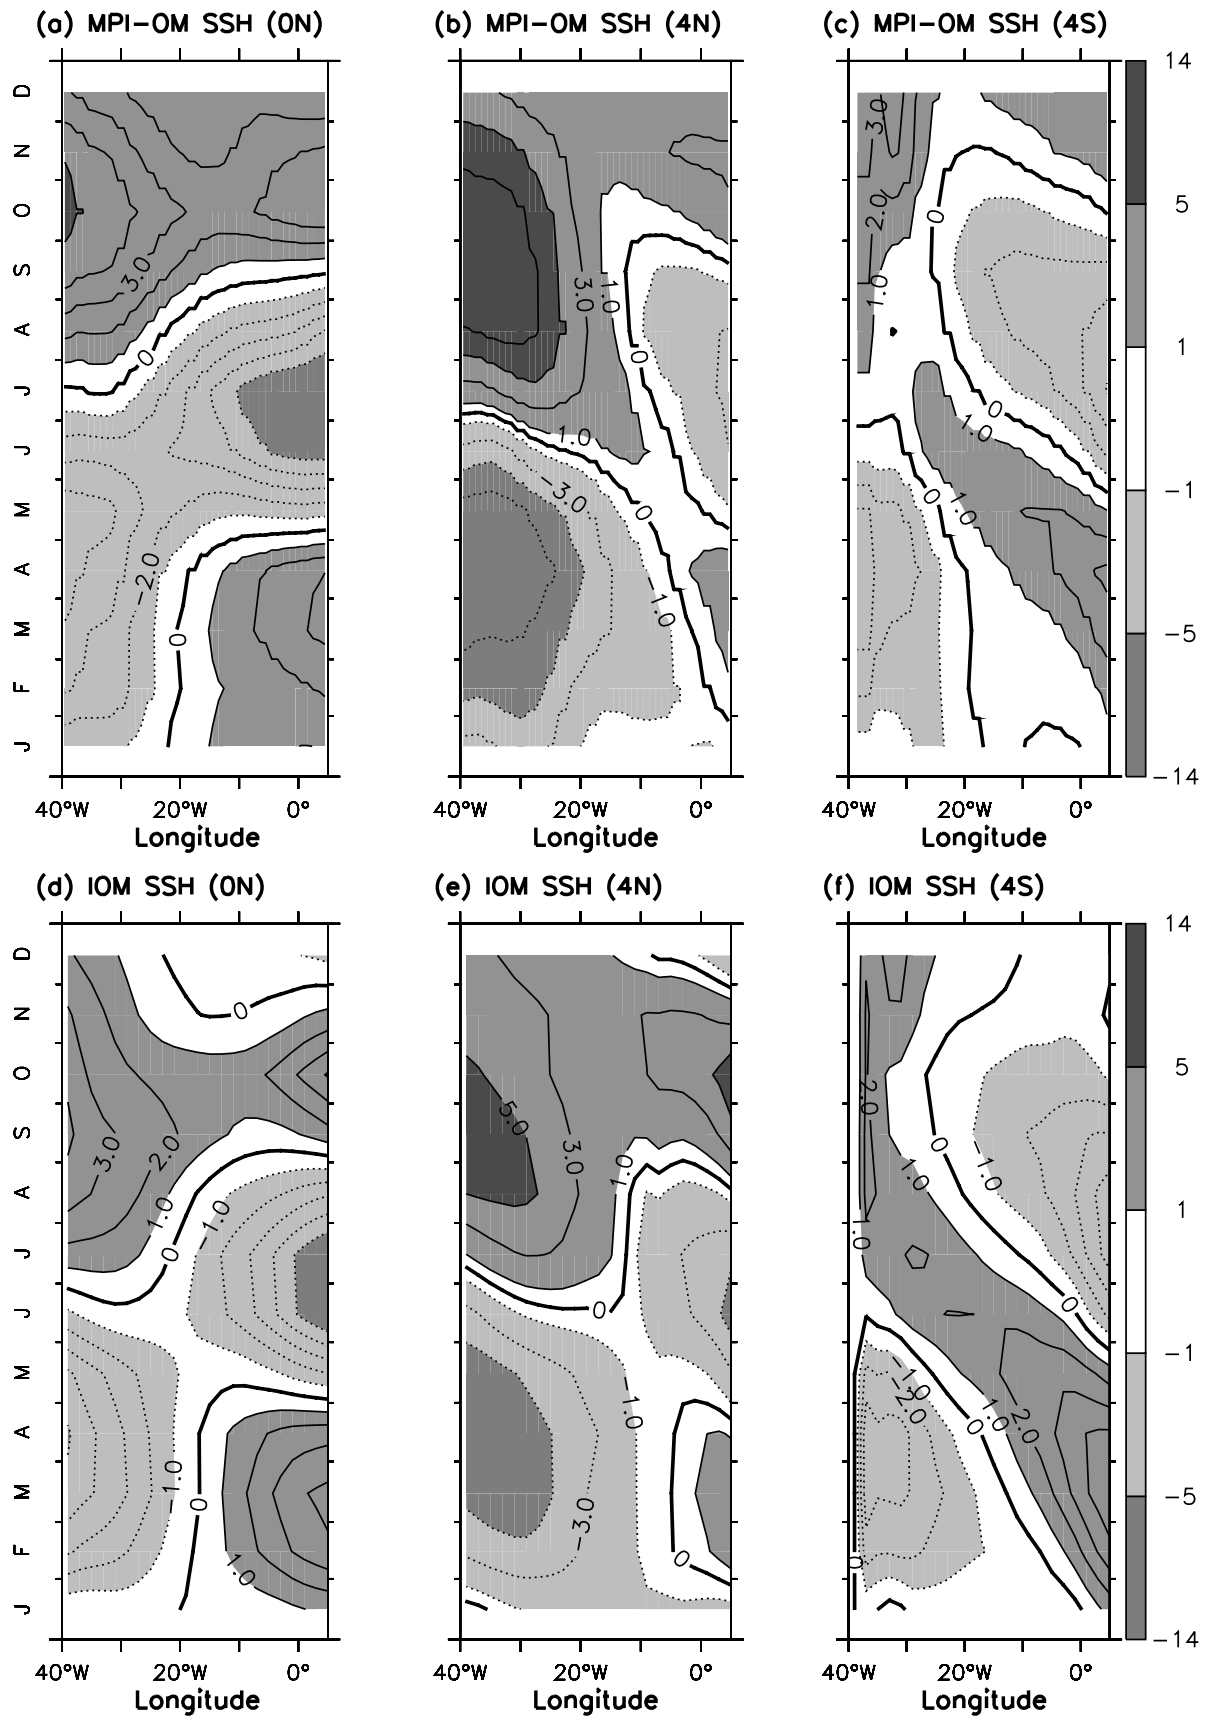 (a) MPI-OM SSH (0N)
(b) MPI-OM SSH (4N)
(c) MPI-OM SSH (4S)
D
N
O
S
A
J
J
M
A
M
F
J
3.0
0
-2.0
0
3.0
1.0
0
1.0
-3.0
0
-1.0
0
3.0
2.0
1.0
0
0
1.0
0
1.0
14
5
1
-1
-5
-14
40°W 20°W 0°
40°W 20°W 0°
40°W 20°W 0°
Longitude
Longitude
Longitude
(d) IOM SSH (0N)
(e) IOM SSH (4N)
(f) IOM SSH (4S)
D
N
O
S
A
J
J
M
A
M
F
J
0
3.0
2.0
1.0
-1.0
0
-1.0
0
1.0
5.0
3.0
1.0
0
-1.0
-3.0
0
2.0
0
1.0
-1.0
1.0
0
-1.0
-2.0
1.0
0
2.0
0
14
5
1
-1
-5
-14
40°W 20°W 0°
40°W 20°W 0°
40°W 20°W 0°
Longitude
Longitude
Longitude